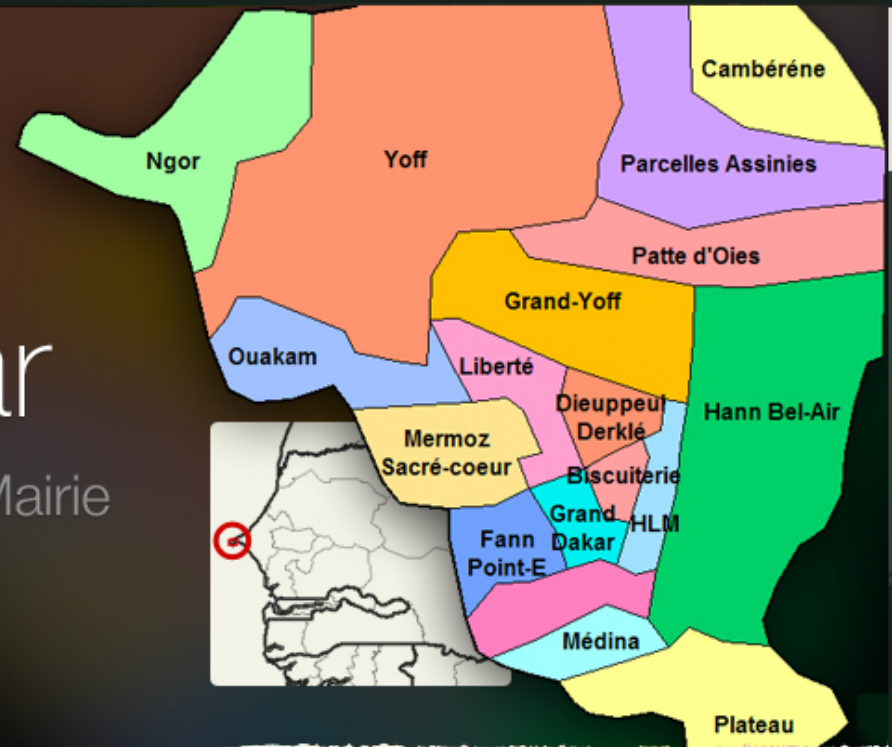 Cambéréne
Ngor
Yoff
Parcelles Assinies
Patte d'Oies
Grand-Yoff
ar
Ouakam
Liberté
Dieuppeul
Derklé
Hann Bel-Air
Mermoz
Sacré-coeur
Biscuiterie
Mairie
Grand
Dakar
HLM
Fann
Point-E
Médina
Plateau